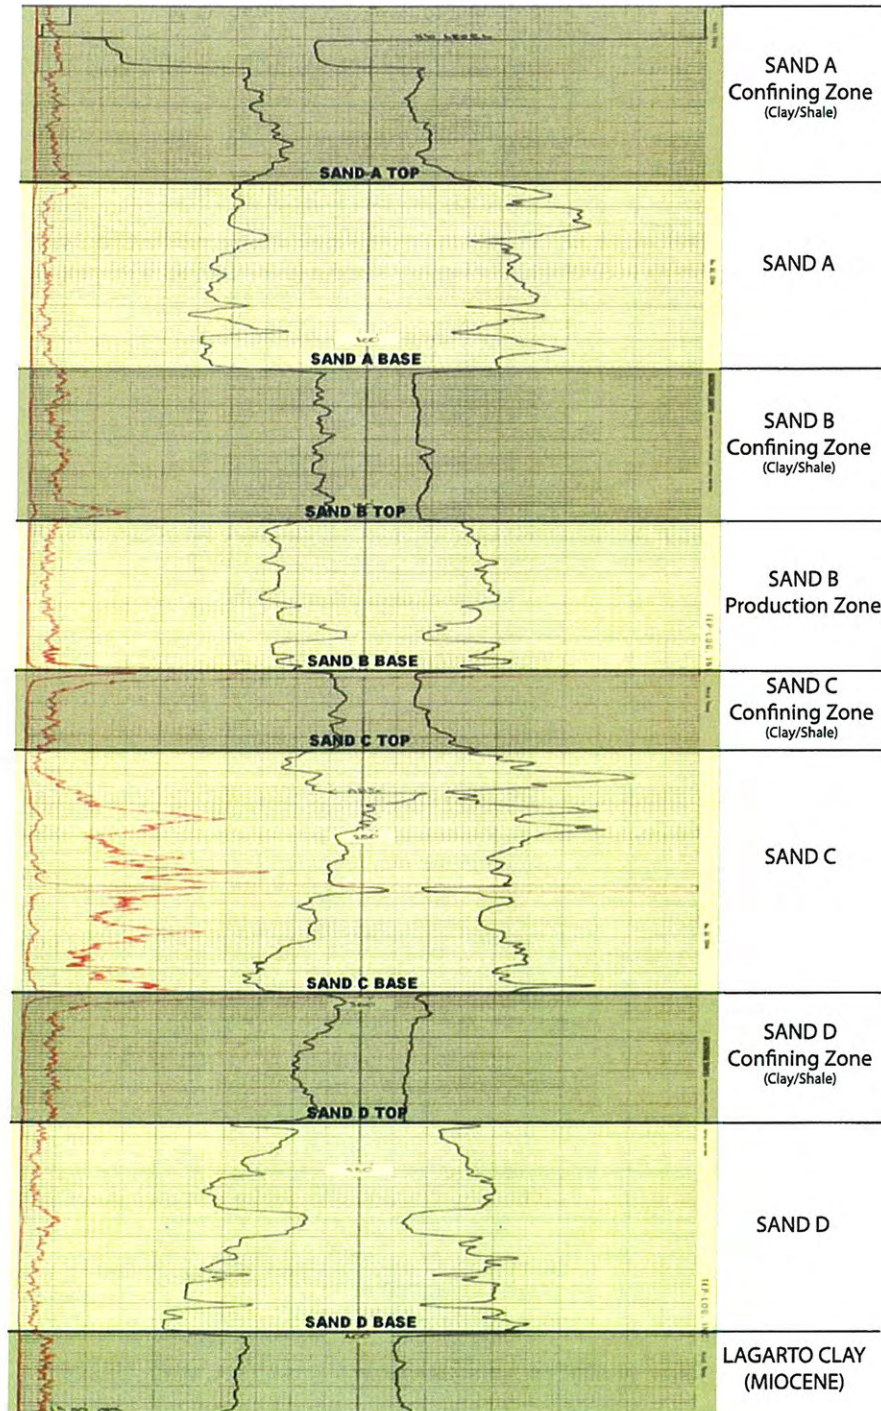 SAND A
Confining Zone
(Clay/Shale)
SAND A TOP
SAND A
SAND A BASE
SAND B
Confining Zone
(Clay/Shale)
SAND B TOP
SAND B
Production Zone
SAND B BASE
SAND C
Confining Zone
(Clay/Shale)
SAND C TOP
SAND C
SAND C BASE
SAND D
Confining Zone
(Clay/Shale)
SAND D TOP
SAND D
SAND D BASE
LAGARTO CLAY
(MIOCENE)